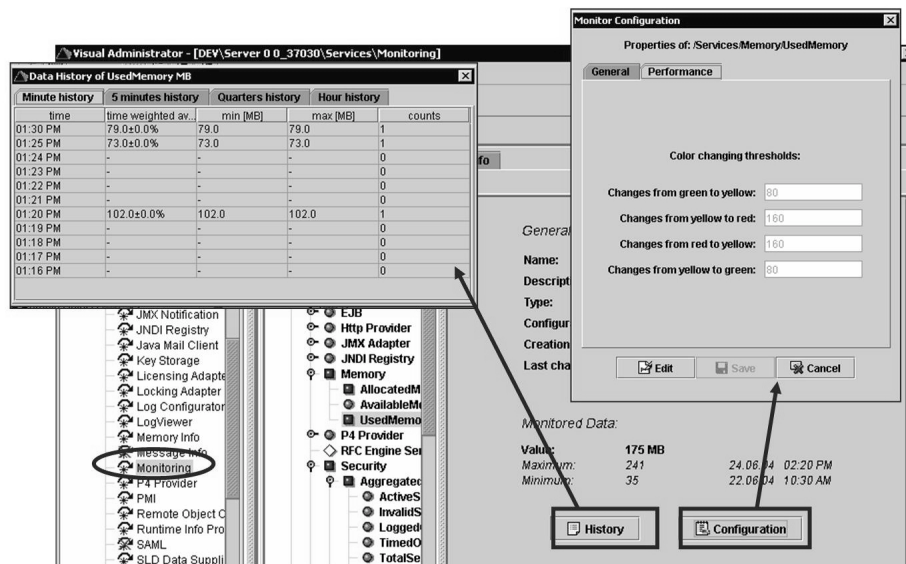 Visual Administrator - [DEV\Server 0 0_37030\Services\Monitoring]
Data History of UsedMemory MB
Minute history 5 minutes history Quarters history Hour history
time time weighted av... min [MB] max [MB] counts
01:30 PM 79.0±0.0% 79.0 79.0 1
01:25 PM 73.0±0.0% 73.0 73.0 1
01:24 PM - - - 0
01:23 PM - - - 0
01:22 PM - - - 0
01:21 PM - - - 0
01:20 PM 102.0±0.0% 102.0 102.0 1
01:19 PM - - - 0
01:18 PM - - - 0
01:17 PM - - - 0
01:16 PM - - - 0
JMX Notification
JNDI Registry
Java Mail Client
Key Storage
Licensing Adapte
Locking Adapter
Log Configurator
LogViewer
Memory Info
Message Info
Monitoring
P4 Provider
PMI
Remote Object C
Runtime Info Pro
SAML
SLD Data Suppli
EJB
Http Provider
JMX Adapter
JNDI Registry
Memory
AllocatedM
AvailableMe
UsedMemo
P4 Provider
RFC Engine Ser
Security
Aggregated
ActiveS
InvalidS
Logged
TimedO
TotalSe
fo
General
Name:
Descript
Type:
Configur
Creation
Last cha
Monitored Data:
Value: 175 MB
Maximum: 241 24.06.04 02:20 PM
Minimum: 35 22.06.04 10:30 AM
History Configuration
Monitor Configuration
Properties of: /Services/Memory/UsedMemory
General Performance
Color changing thresholds:
Changes from green to yellow: 80
Changes from yellow to red: 160
Changes from red to yellow: 160
Changes from yellow to green: 80
Edit Save Cancel